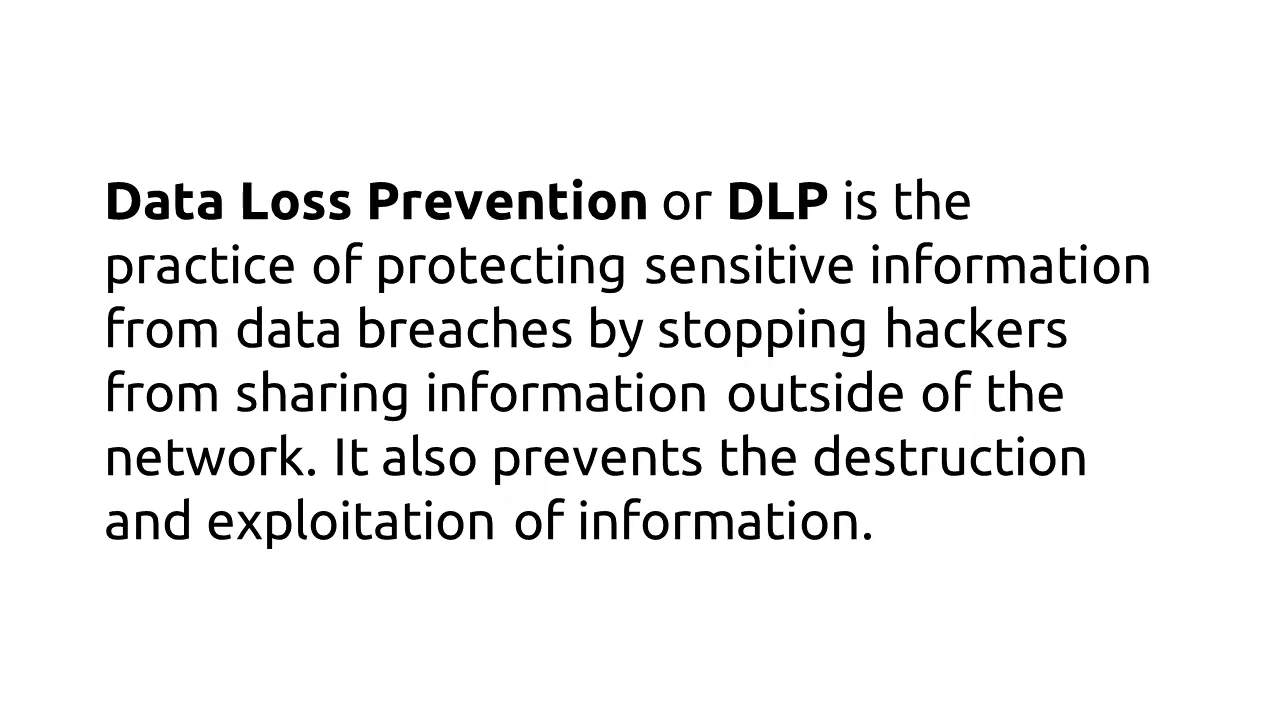 Data Loss Prevention or DLP is the
practice of protecting sensitive information
from data breaches by stopping hackers
from sharing information outside of the
network. It also prevents the destruction
and exploitation of information.